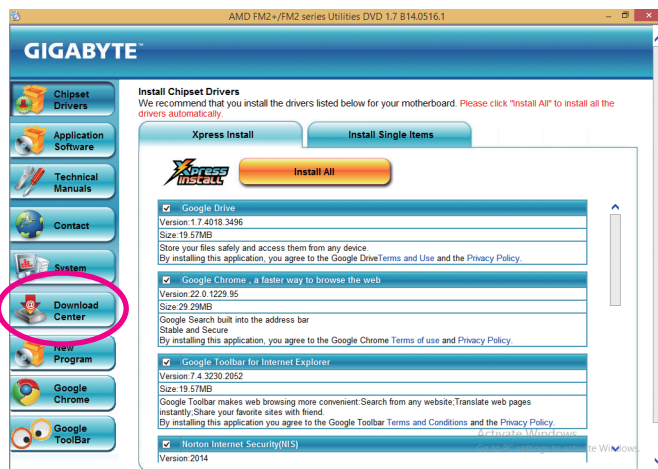 AMD FM2+/FM2 series Utilities DVD 1.7 B14.0516.1
GIGABYTE™
Chipset
Drivers
Application
Software
Technical
Manuals
Contact
System
Download
Center
New
Program
Google
Chrome
Google
ToolBar
Install Chipset Drivers
We recommend that you install the drivers listed below for your motherboard. Please click "Install All" to install all the
drivers automatically.
Xpress Install
Install Single Items
Xpress
INSTALL
Install All
Google Drive
Version:1.7.4018.3496
Size:19.57MB
Store your files safely and access them from any device.
By installing this application, you agree to the Google DriveTerms and Use and the Privacy Policy.
Google Chrome , a faster way to browse the web
Version:22.0.1229.95
Size:29.29MB
Google Search built into the address bar
Stable and Secure
By installing this application, you agree to the Google Chrome Terms of use and Privacy Policy.
Google Toolbar for Internet Explorer
Version:7.4.3230.2052
Size:19.57MB
Google Toolbar makes web browsing more convenient:Search from any website;Translate web pages
instantly;Share your favorite sites with friend.
By installing this application you agree to the Google Toolbar Terms and Conditions and the Privacy Policy.
Norton Internet Security(NIS)
Version:2014
Activate Windows